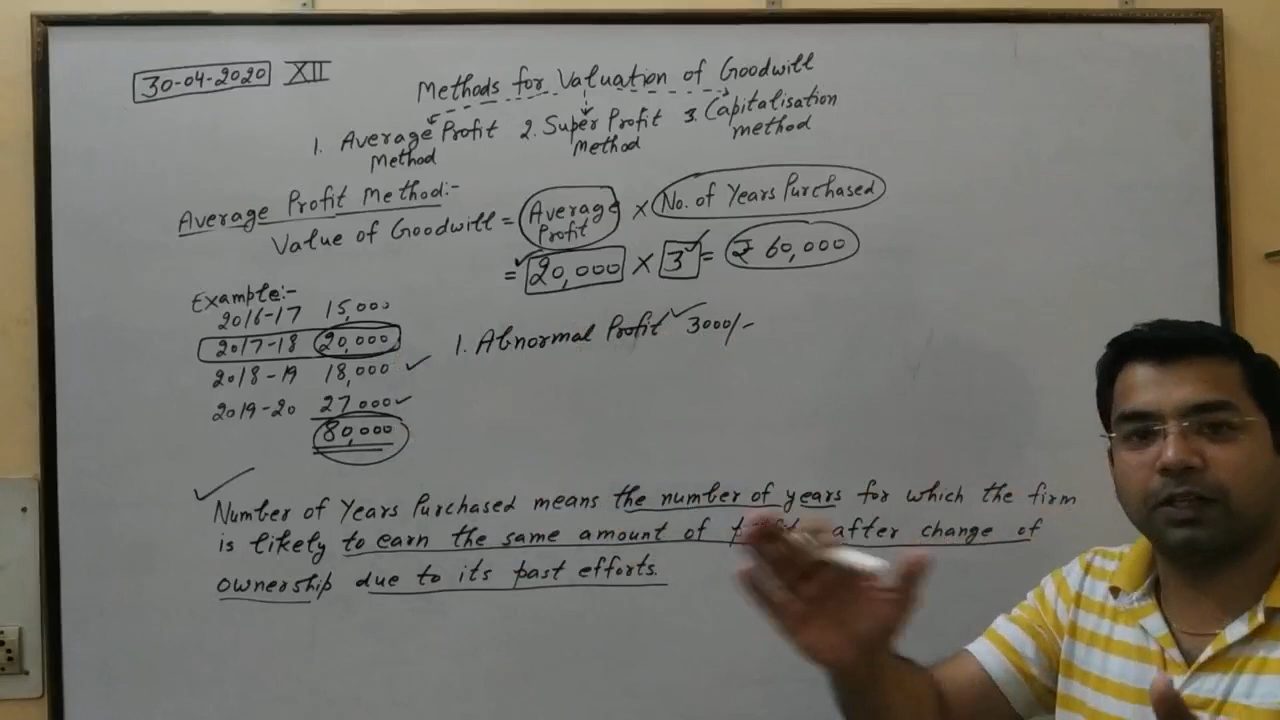 30-04-2020 XII
Methods for Valuation of Goodwill
1. Average Profit Method 2. Super Profit Method 3. Capitalisation method
Average Profit Method:-
Value of Goodwill = Average Profit × No. of Years Purchased
= 20,000 × 3 = ₹ 60,000
Example:-
2016-17 15,000
2017-18 20,000
2018-19 18,000
2019-20 27000
80,000
1. Abnormal Profit 3000/-
Number of Years Purchased means the number of years for which the firm
is likely to earn the same amount of after change of
ownership due to its past efforts.